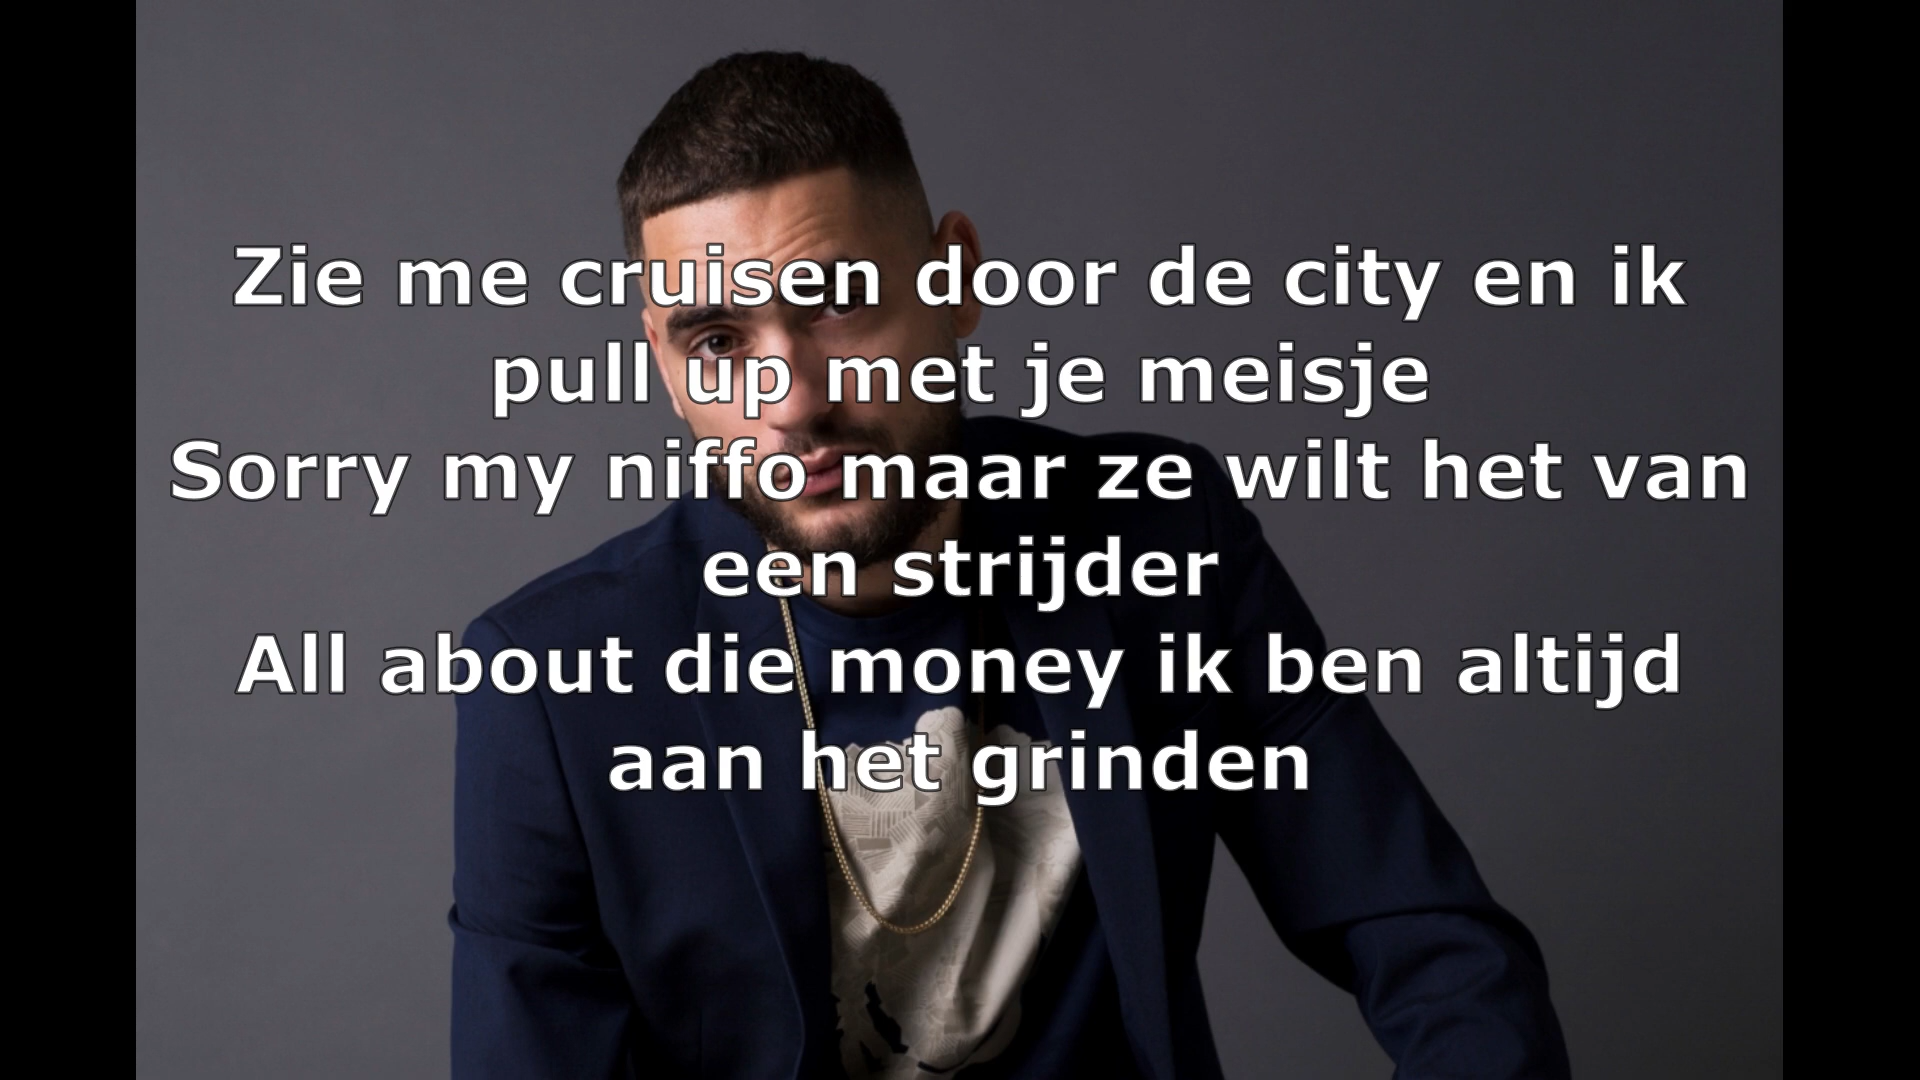 Zie me cruisen door de city en ik
pull up met je meisje
Sorry my niffo maar ze wilt het van
een strijder
All about die money ik ben altijd
aan het grinden